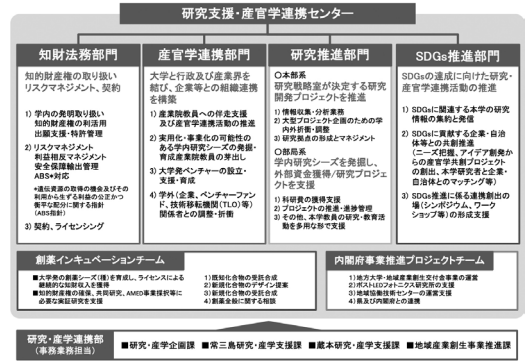 研究支援・産官学連携センター
知財法務部門
知的財産権の取り扱い
リスクマネジメント、契約
1) 学内の発明取り扱い
知的財産権の利活用
出願支援・特許管理
2) リスクマネジメント
利益相反マネジメント
安全保障輸出管理
ABS*対応
*遺伝資源の取得の機会及びその利用
から生ずる利益の公正かつ衡
平な配分に関する指針
(ABS指針)
3) 契約、ライセンシング
産官学連携部門
大学と行政及び産業界を
結び、企業等との組織連携
を構築
1) 産業院教員への伴走支援
及び産官学連携活動の推進
2) 実用化・事業化の可能性の
ある学内研究シーズの発掘・
育成産業院教員の芽出し
3) 大学発ベンチャーの設立・
支援・育成
4) 学外(企業、ベンチャーファン
ド、技術移転機関(TLO)等)
関係者との調整・折衝
研究推進部門
〇本部系
研究戦略室が決定する研究
開発プロジェクトを推進
1) 情報収集・分析業務
2) 大型プロジェクト企画のための学
内外折衝・調整
3) 研究拠点の形成とマネジメント
〇部局系
学内研究シーズを発掘し、
外部資金獲得/研究プロジェク
トを支援
1) 科研費の獲得支援
2) プロジェクトの推進・進捗管理
3) その他、本学教員の研究・教育活
動を多用な形で支援
SDGs推進部門
SDGsの達成に向けた研究・
産官学連携活動の推進
1) SDGsに関連する本学の研究
情報の集約と発信
2) SDGsに貢献する企業・自治
体等との共創推進
(ニーズ把握、アイデア創発か
らの産官学共創プロジェクト
の創出、本学研究者と企業・
自治体とのマッチング等)
3) SDGs推進に係る連携創出の
場(シンポジウム、ワーク
ショップ等)の形成支援
創薬インキュベーションチーム
■大学発の創薬シーズ(種)を育成し、ライセンスによる
継続的な知財収入を獲得
■知的財産権の確保、共同研究、AMED事業採択等に
必要な実証研究を支援
1)既知化合物の受託合成
2)新規化合物のデザイン提案
3)新規化合物の受託合成
4)創薬全般に関する相談
内閣府事業推進プロジェクトチーム
1)地方大学・地域産業創生交付金事業の運営
2)ポストLEDフォトニクス研究所の支援
3)地域協働技術センターの運営支援
4)県及び内閣府との連携
研究・産学連携部
(事務業務担当)
■研究・産学企画課 ■常三島研究・産学支援課 ■蔵本研究・産学支援課 ■地域産業創生事業推進課